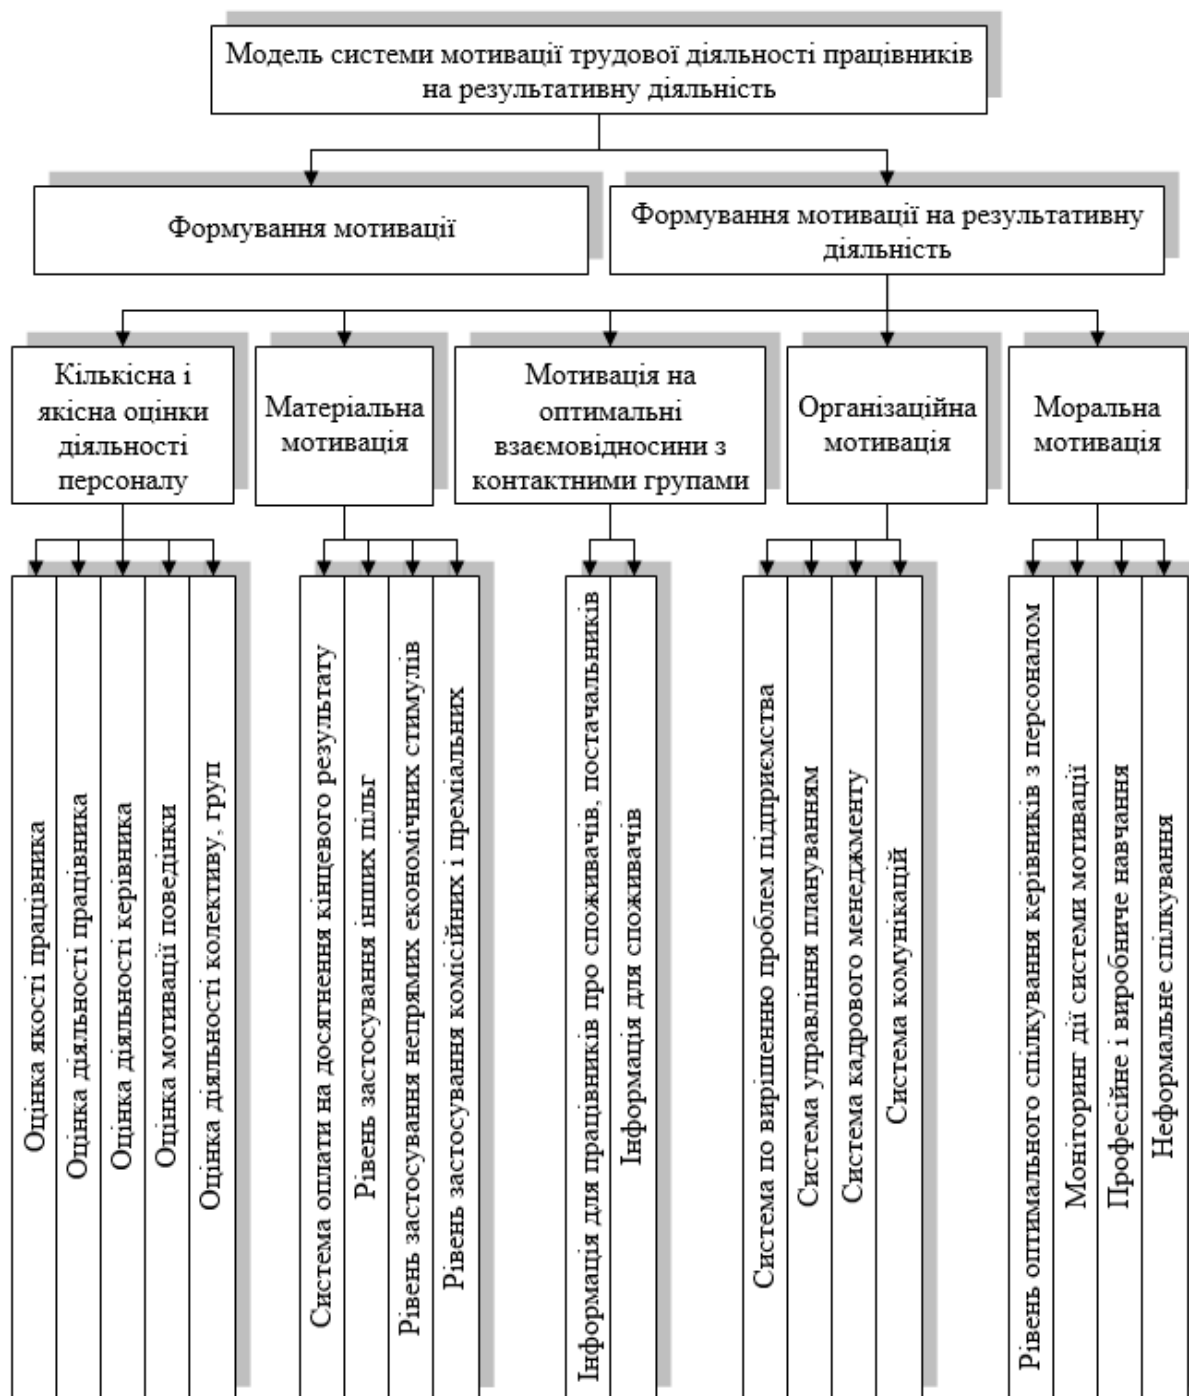 Модель системи мотивації трудової діяльності працівників
на результативну діяльність
Формування мотивації
Формування мотивації на результативну
діяльність
Кількісна і
якісна оцінки
діяльності
персоналу
Матеріальна
мотивація
Мотивація на
оптимальні
взаємовідносини з
контактними групами
Організаційна
мотивація
Моральна
мотивація
Оцінка якості працівника
Оцінка діяльності працівника
Оцінка діяльності керівника
Оцінка мотивації поведінки
Оцінка діяльності колективу, груп
Система оплати на досягнення кінцевого результату
Рівень застосування інших пільг
Рівень застосування непрямих економічних стимулів
Рівень застосування комісійних і преміальних
Інформація для працівників про споживачів, постачальників
Інформація для споживачів
Система по вирішенню проблем підприємства
Система управління плануванням
Система кадрового менеджменту
Система комунікацій
Рівень оптимального спілкування керівників з персоналом
Моніторинг дії системи мотивації
Професійне і виробниче навчання
Неформальне спілкування